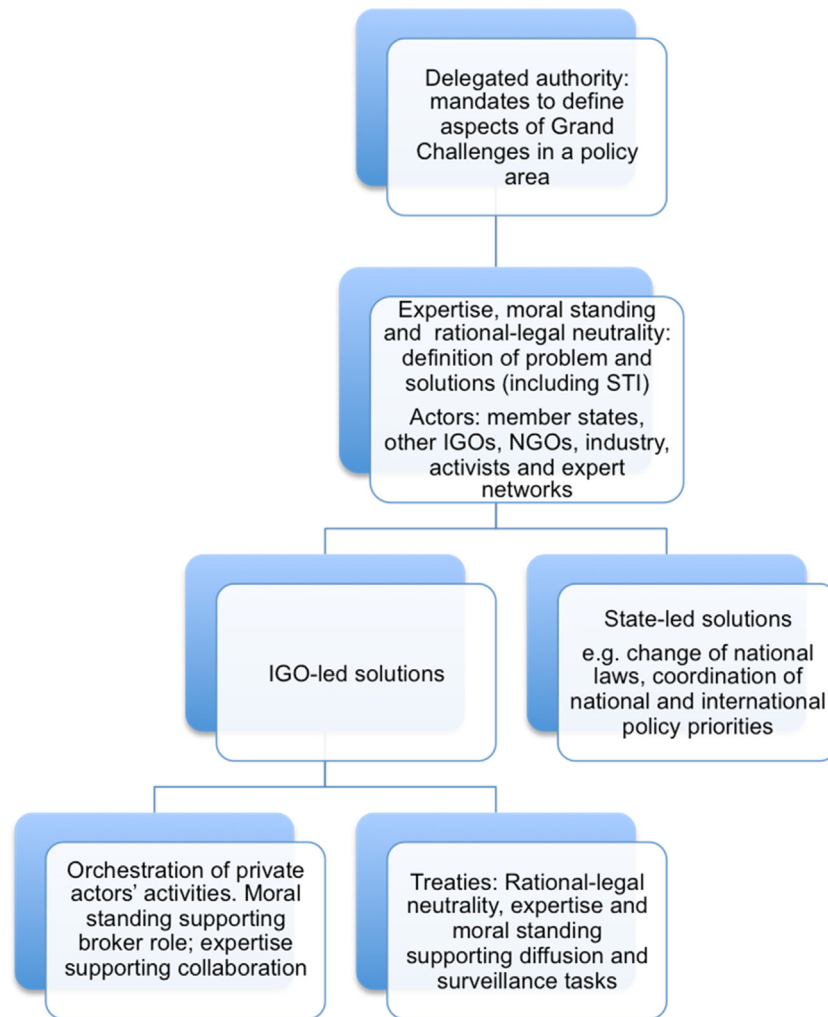 Delegated authority:
mandates to define
aspects of Grand
Challenges in a policy
area
Expertise, moral standing
and rational-legal neutrality:
definition of problem and
solutions (including STI)
Actors: member states,
other IGOs, NGOs, industry,
activists and expert
networks
IGO-led solutions
State-led solutions
e.g. change of national
laws, coordination of
national and international
policy priorities
Orchestration of private
actors’ activities. Moral
standing supporting
broker role; expertise
supporting collaboration
Treaties: Rational-legal
neutrality, expertise and
moral standing
supporting diffusion and
surveillance tasks